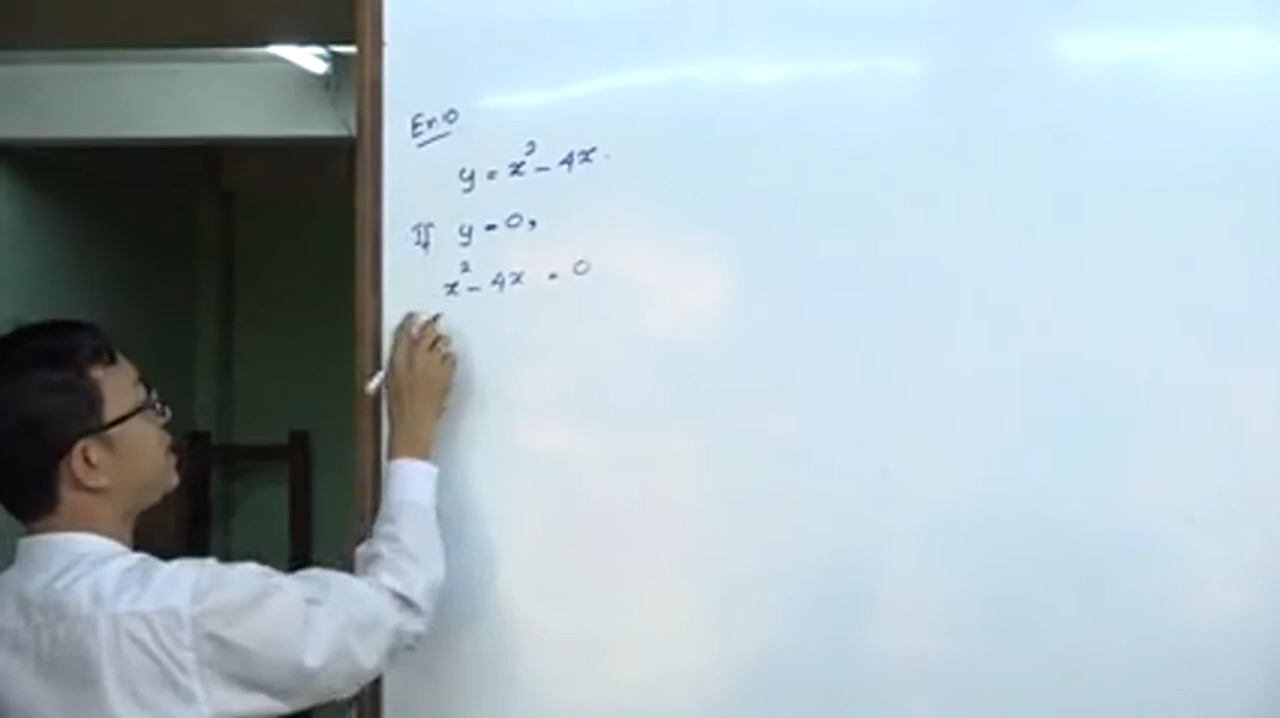 Ex:10
y = x² - 4x.
If y = 0,
x² - 4x = 0